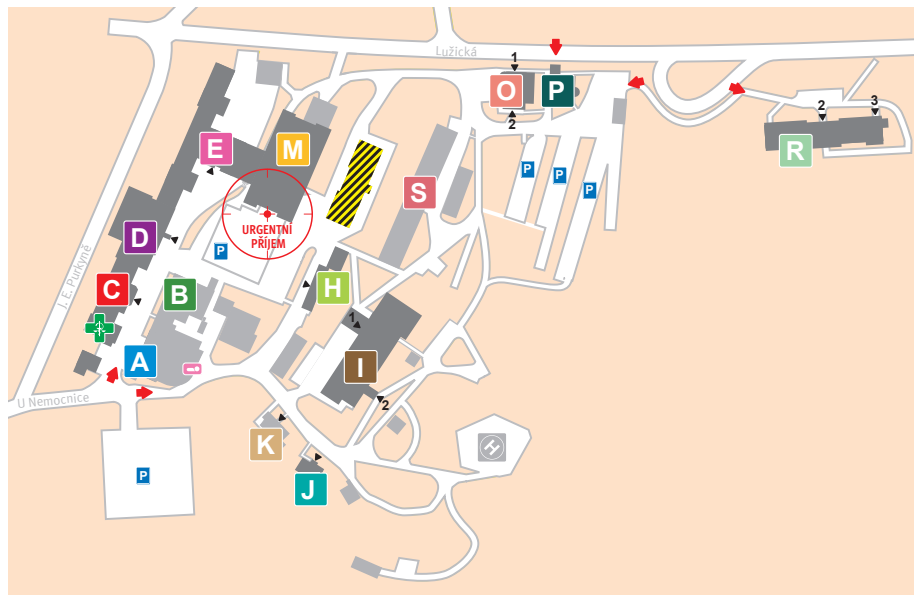 Lužická
1
O
P
2
2
3
R
E
M
S
P
P
P
URGENTNÍ
PŘÍJEM
D
P
J. E. Purkyně
C
B
H
1
A
I
2
U Nemocnice
K
H
P
J